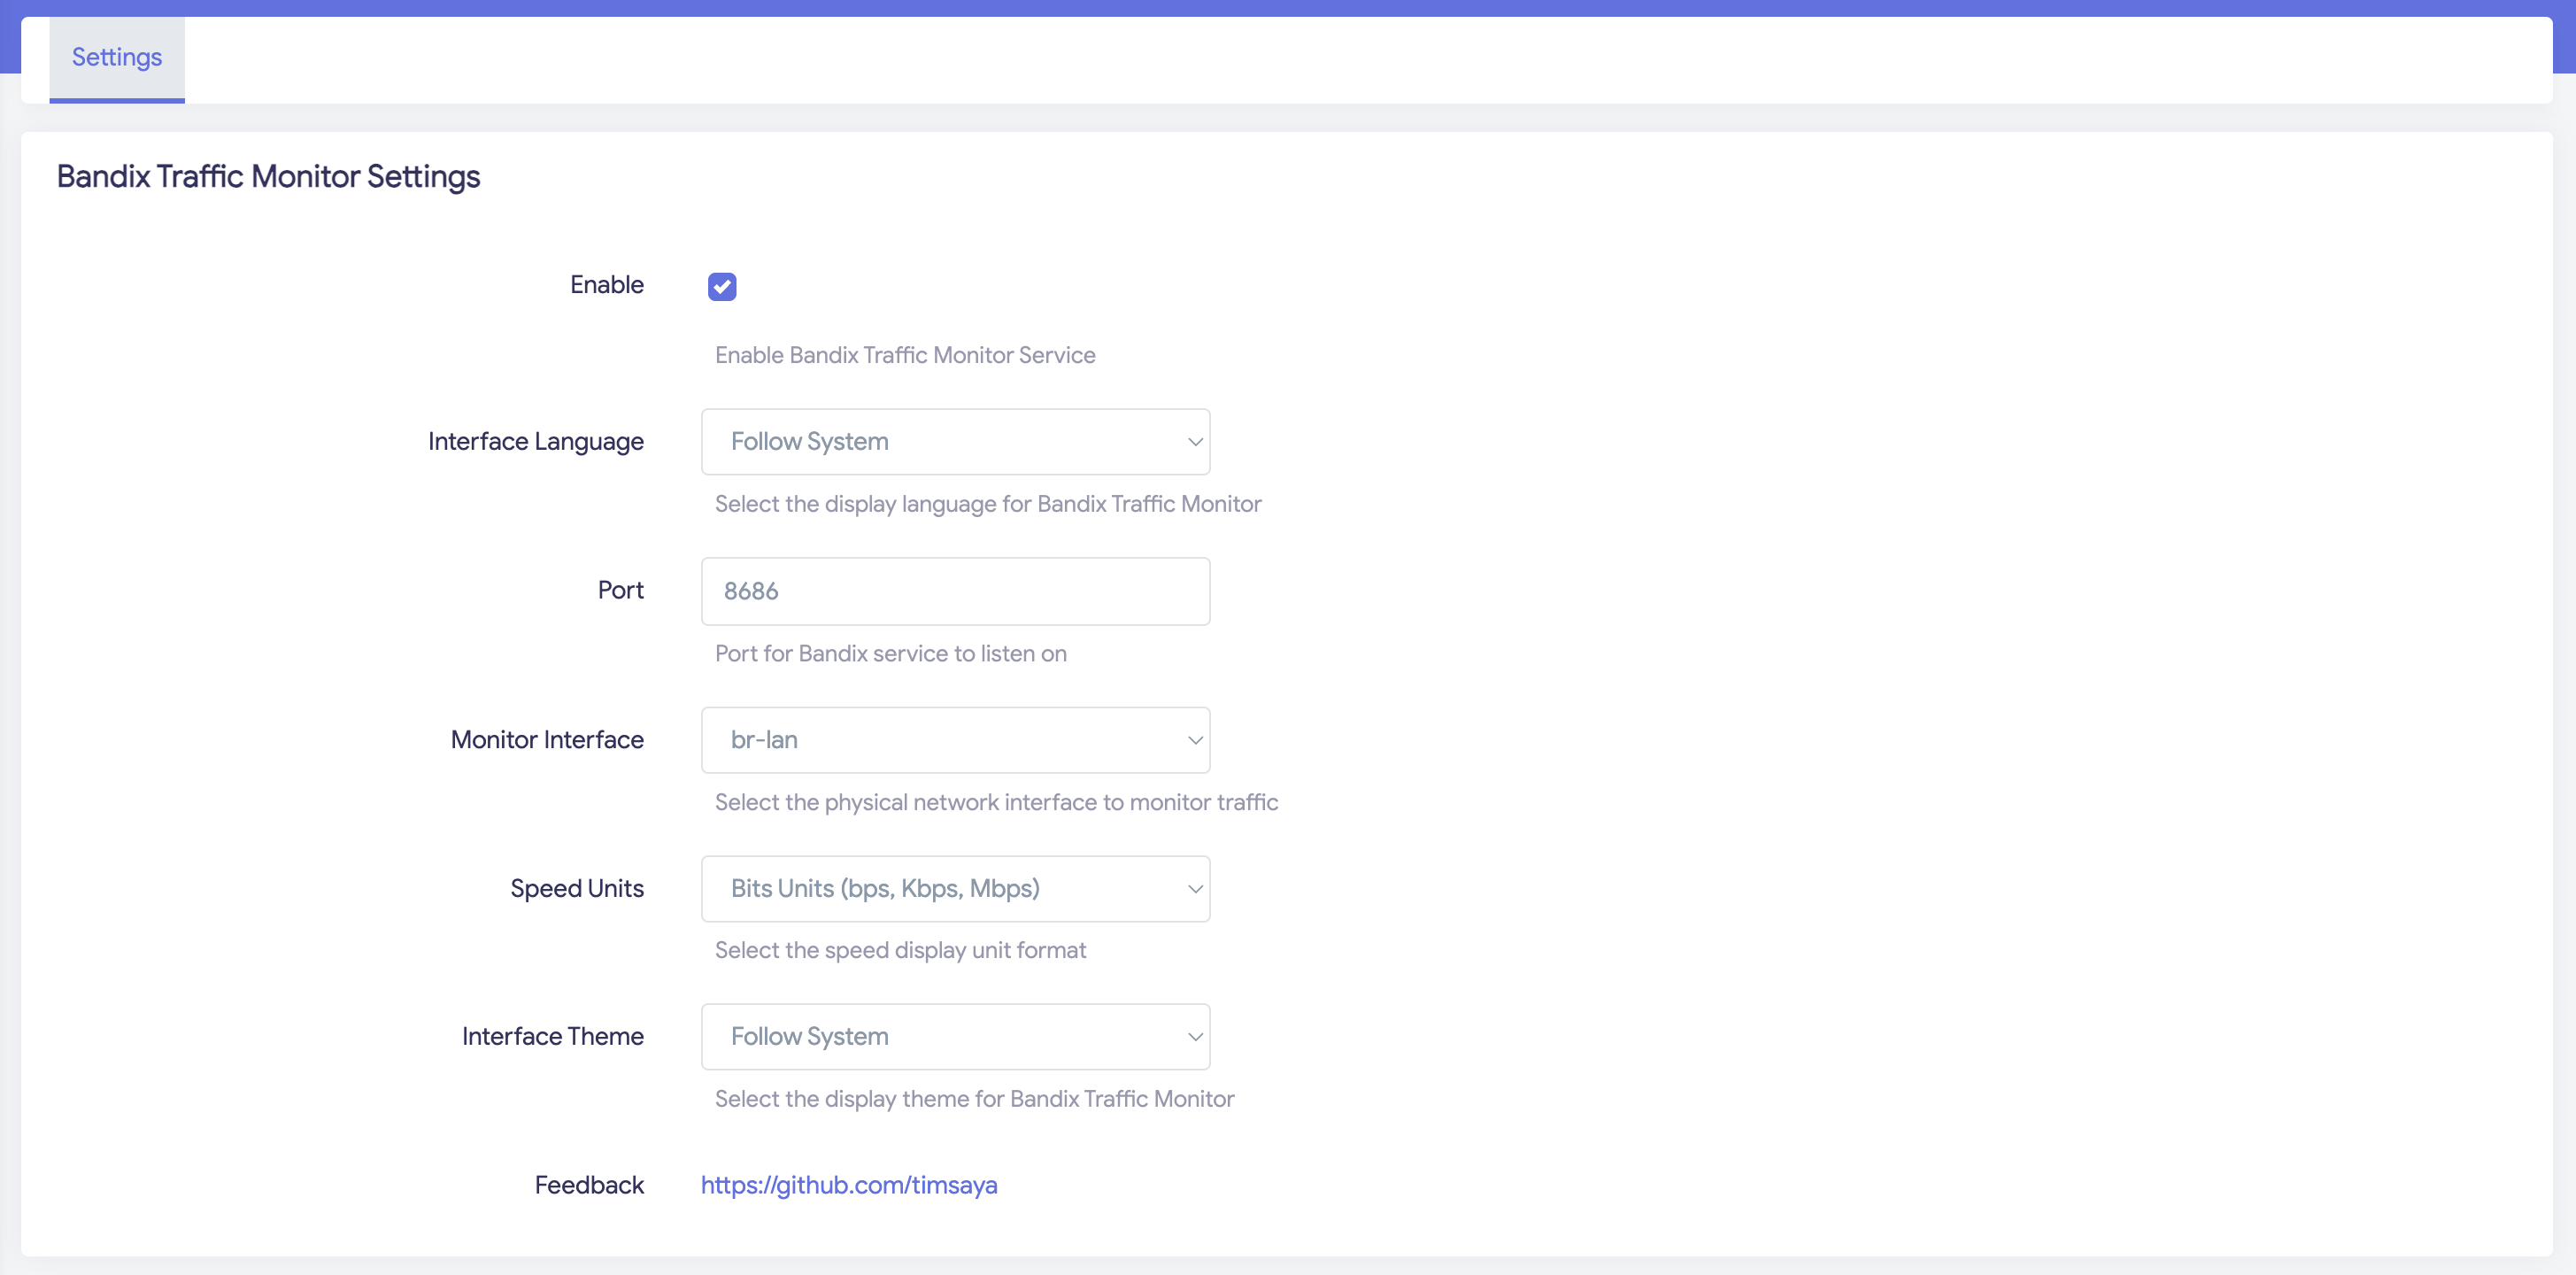 Settings
Bandix Traffic Monitor Settings
Enable
Enable Bandix Traffic Monitor Service
Interface Language
Follow System
Select the display language for Bandix Traffic Monitor
Port
8686
Port for Bandix service to listen on
Monitor Interface
br-lan
Select the physical network interface to monitor traffic
Speed Units
Bits Units (bps, Kbps, Mbps)
Select the speed display unit format
Interface Theme
Follow System
Select the display theme for Bandix Traffic Monitor
Feedback
https://github.com/timsaya